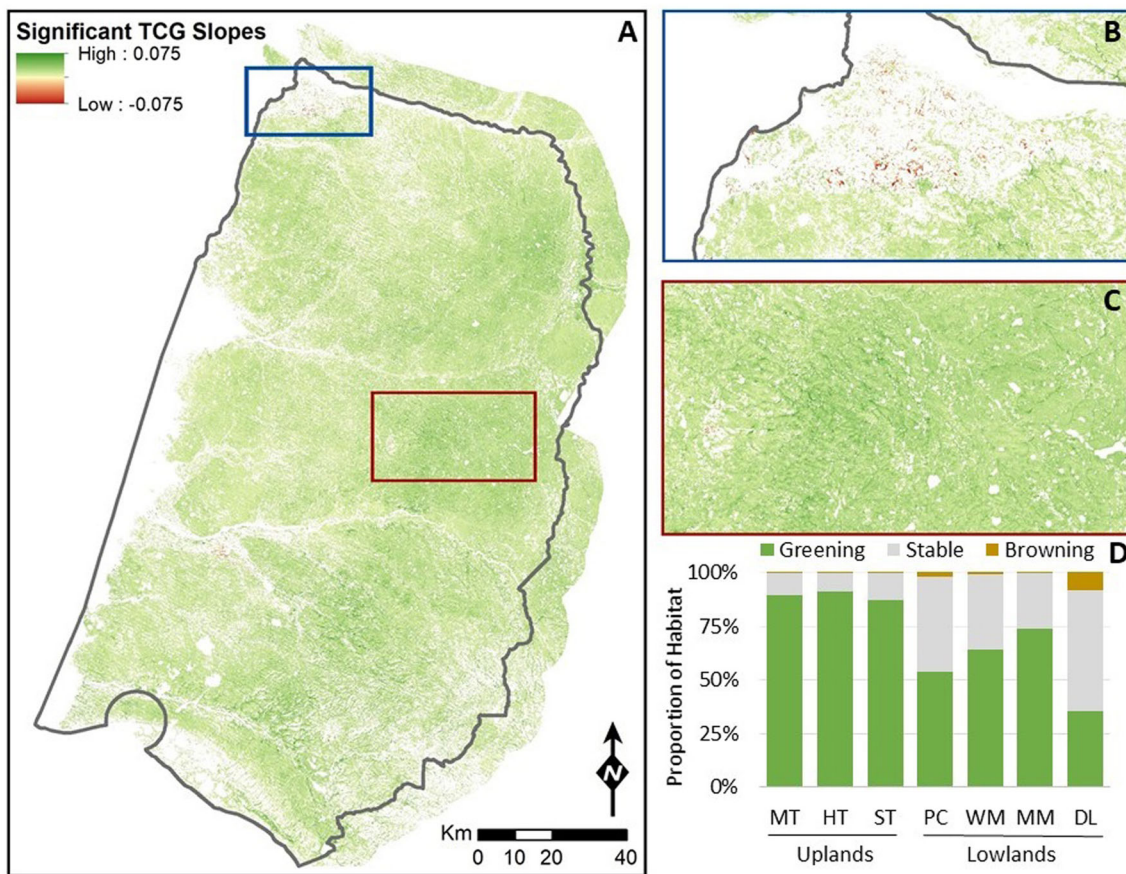 Significant TCG Slopes
High : 0.075
Low : -0.075
A
N
Km
0 10 20 40
B
C
Greening Stable Browning
D
Proportion of Habitat
100%
75%
50%
25%
0%
MT HT ST PC WM MM DL
Uplands Lowlands